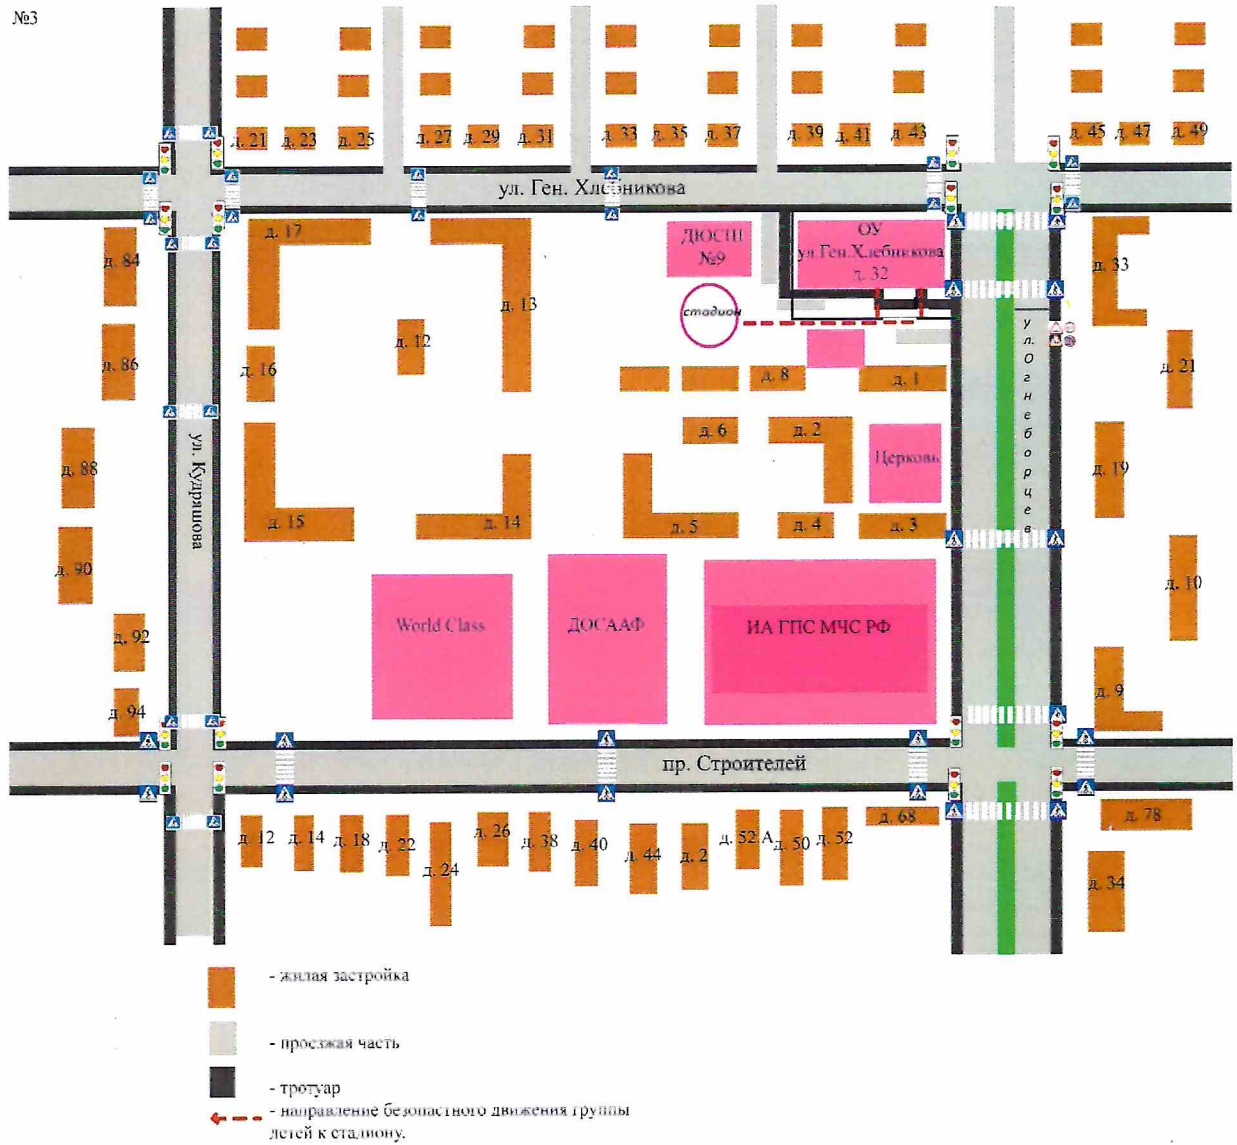 №3
д. 21
д. 23
д. 25
д. 27
д. 29
д. 31
д. 33
д. 35
д. 37
д. 39
д. 41
д. 43
д. 45
д. 47
д. 49
ул. Ген. Хлебникова
д. 17
д. 84
д. 13
ДЮСШ
№9
ОУ
ул.Ген.Хлебникова
д. 32
д. 33
стадион
д. 12
д. 86
д. 16
д. 8
д. 1
ул.Огнеборцев
д. 21
д. 6
д. 2
Церковь
д. 19
д. 88
ул. Кудряшова
д. 15
д. 14
д. 5
д. 4
д. 3
д. 90
д. 10
World Class
ДОСААФ
ИА ГПС МЧС РФ
д. 92
д. 94
д. 9
пр. Строителей
д. 12
д. 14
д. 18
д. 22
д. 24
д. 26
д. 38
д. 40
д. 44
д. 2
д. 52 А
д. 50
д. 52
д. 68
д. 78
д. 34
- жилая застройка
- проезжая часть
- тротуар
- направление безопастного движения группы
детей к стадиону.